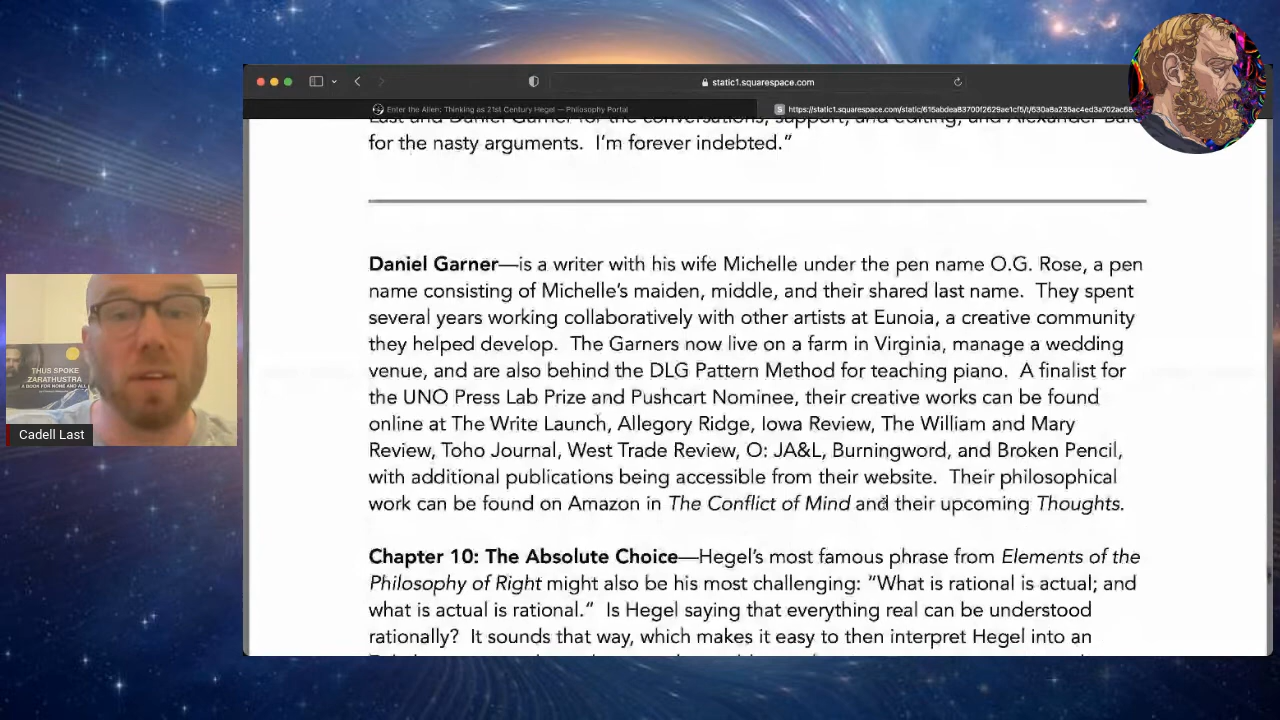 static1.squarespace.com
Enter the Alien: Thinking as 21st Century Hegel — Philosophy Portal
for the nasty arguments.  I'm forever indebted."
Daniel Garner—is a writer with his wife Michelle under the pen name O.G. Rose, a pen
name consisting of Michelle's maiden, middle, and their shared last name.  They spent
several years working collaboratively with other artists at Eunoia, a creative community
they helped develop.  The Garners now live on a farm in Virginia, manage a wedding
venue, and are also behind the DLG Pattern Method for teaching piano.  A finalist for
the UNO Press Lab Prize and Pushcart Nominee, their creative works can be found
online at The Write Launch, Allegory Ridge, Iowa Review, The William and Mary
Review, Toho Journal, West Trade Review, O: JA&L, Burningword, and Broken Pencil,
with additional publications being accessible from their website.  Their philosophical
work can be found on Amazon in The Conflict of Mind and their upcoming Thoughts.
Chapter 10: The Absolute Choice—Hegel's most famous phrase from Elements of the
Philosophy of Right might also be his most challenging: "What is rational is actual; and
what is actual is rational."  Is Hegel saying that everything real can be understood
rationally?  It sounds that way, which makes it easy to then interpret Hegel into an
THUS SPOKE
ZARATHUSTRA
A BOOK FOR NONE AND ALL
Cadell Last